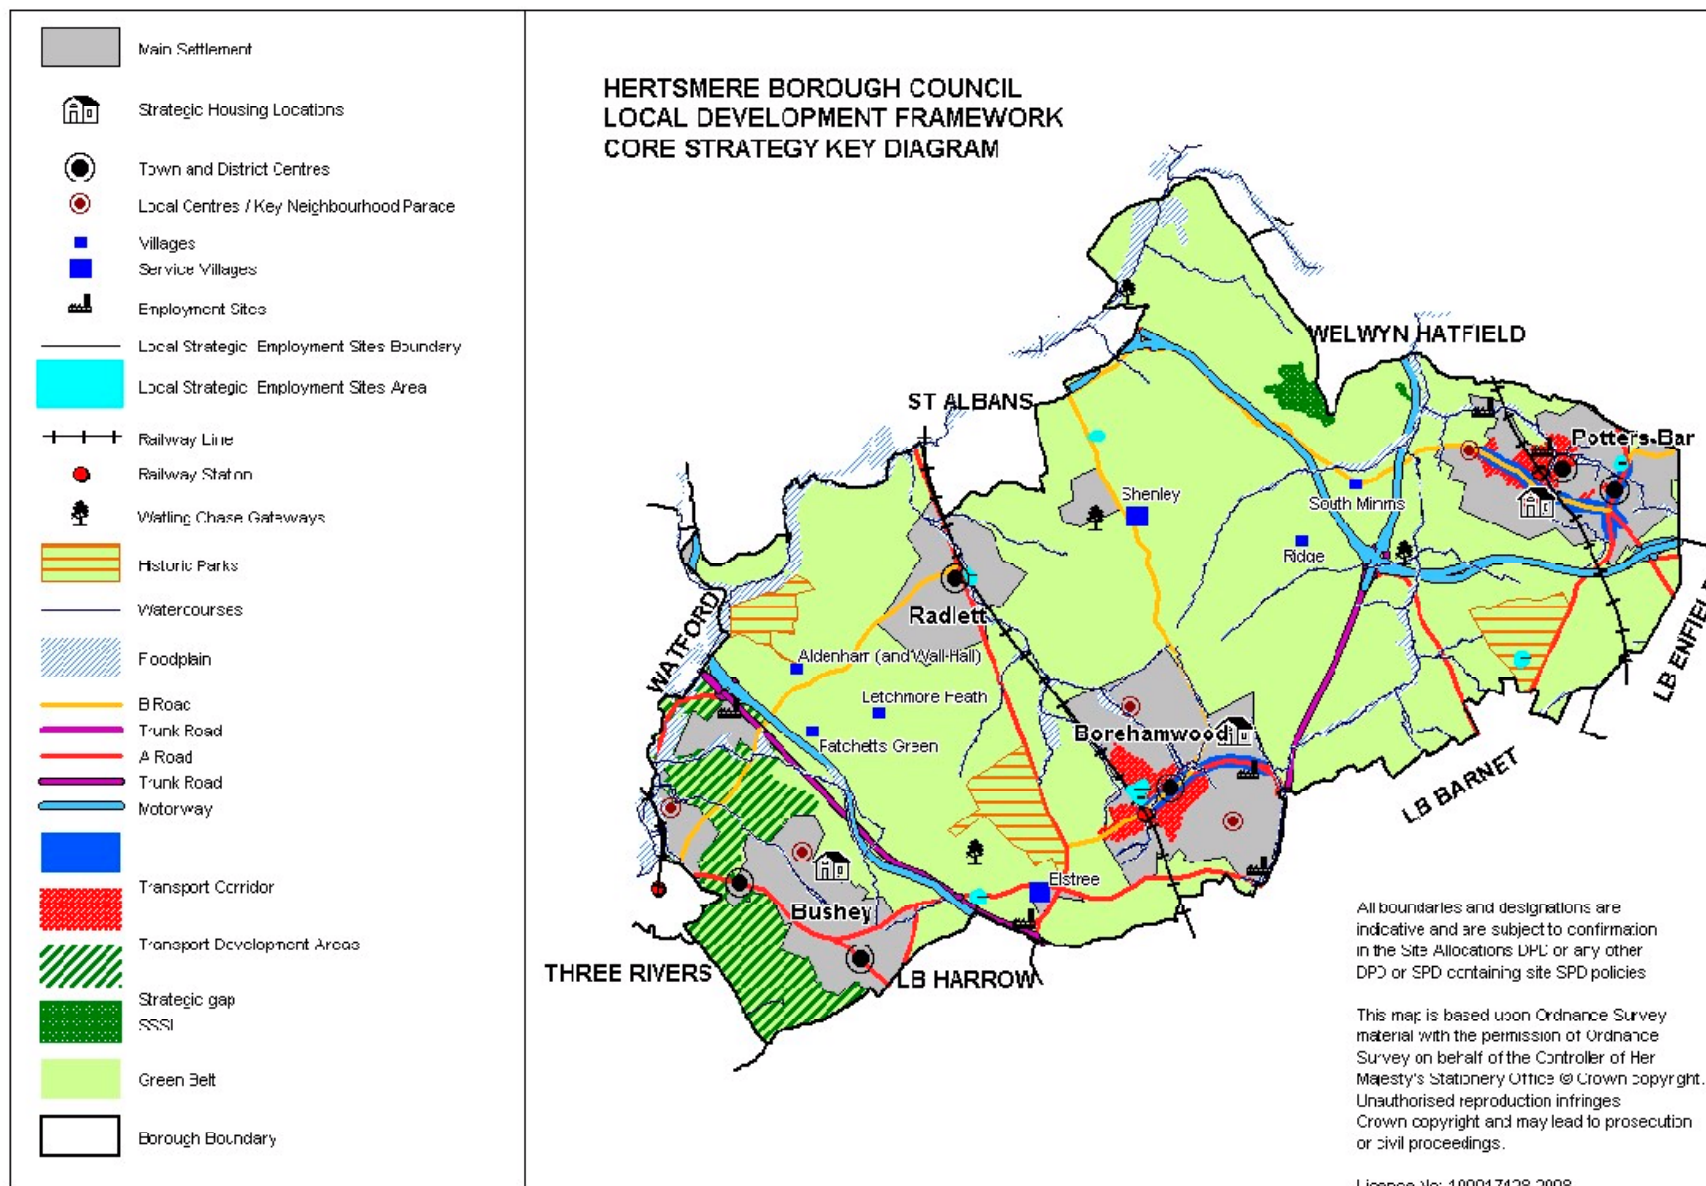 Main Settlement
Strategic Housing Locations
Town and District Centres
Local Centres / Key Neighbourhood Parace
Villages
Service Villages
Employment Sites
Local Strategic Employment Sites Boundary
Local Strategic Employment Sites Area
Railway Line
Railway Station
Watling Chase Gateways
Historic Parks
Watercourses
Foodplain
B Road
Trunk Road
A Road
Trunk Road
Motorway
Transport Corridor
Transport Development Areas
Strategic gap
SSSI
Green Belt
Borough Boundary
HERTSMERE BOROUGH COUNCIL
LOCAL DEVELOPMENT FRAMEWORK
CORE STRATEGY KEY DIAGRAM
WELWYN HATFIELD
ST ALBANS
Potters Bar
Shenley
South Mimms
Ridge
Radlett
WATFORD
LB ENFIELD
Aldenham (and Wall Hall)
Letchmore Heath
Patchetts Green
Borehamwood
LB BARNET
Elstree
Bushey
THREE RIVERS
LB HARROW
All boundaries and designations are
indicative and are subject to confirmation
in the Site Allocations DPD or any other
DPD or SPD containing site SPD policies
This map is based upon Ordnance Survey
material with the permission of Ordnance
Survey on behalf of the Controller of Her
Majesty's Stationery Office © Crown copyright.
Unauthorised reproduction infringes
Crown copyright and may lead to prosecution
or civil proceedings.
Licence No: 100017428 2008